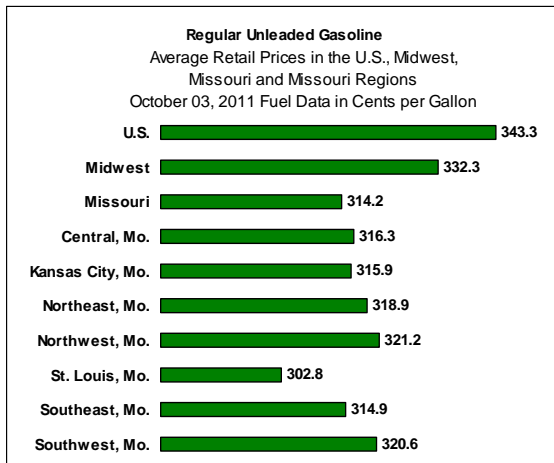 Regular Unleaded Gasoline
Average Retail Prices in the U.S., Midwest,
Missouri and Missouri Regions
October 03, 2011 Fuel Data in Cents per Gallon
U.S. 343.3
Midwest 332.3
Missouri 314.2
Central, Mo. 316.3
Kansas City, Mo. 315.9
Northeast, Mo. 318.9
Northwest, Mo. 321.2
St. Louis, Mo. 302.8
Southeast, Mo. 314.9
Southwest, Mo. 320.6